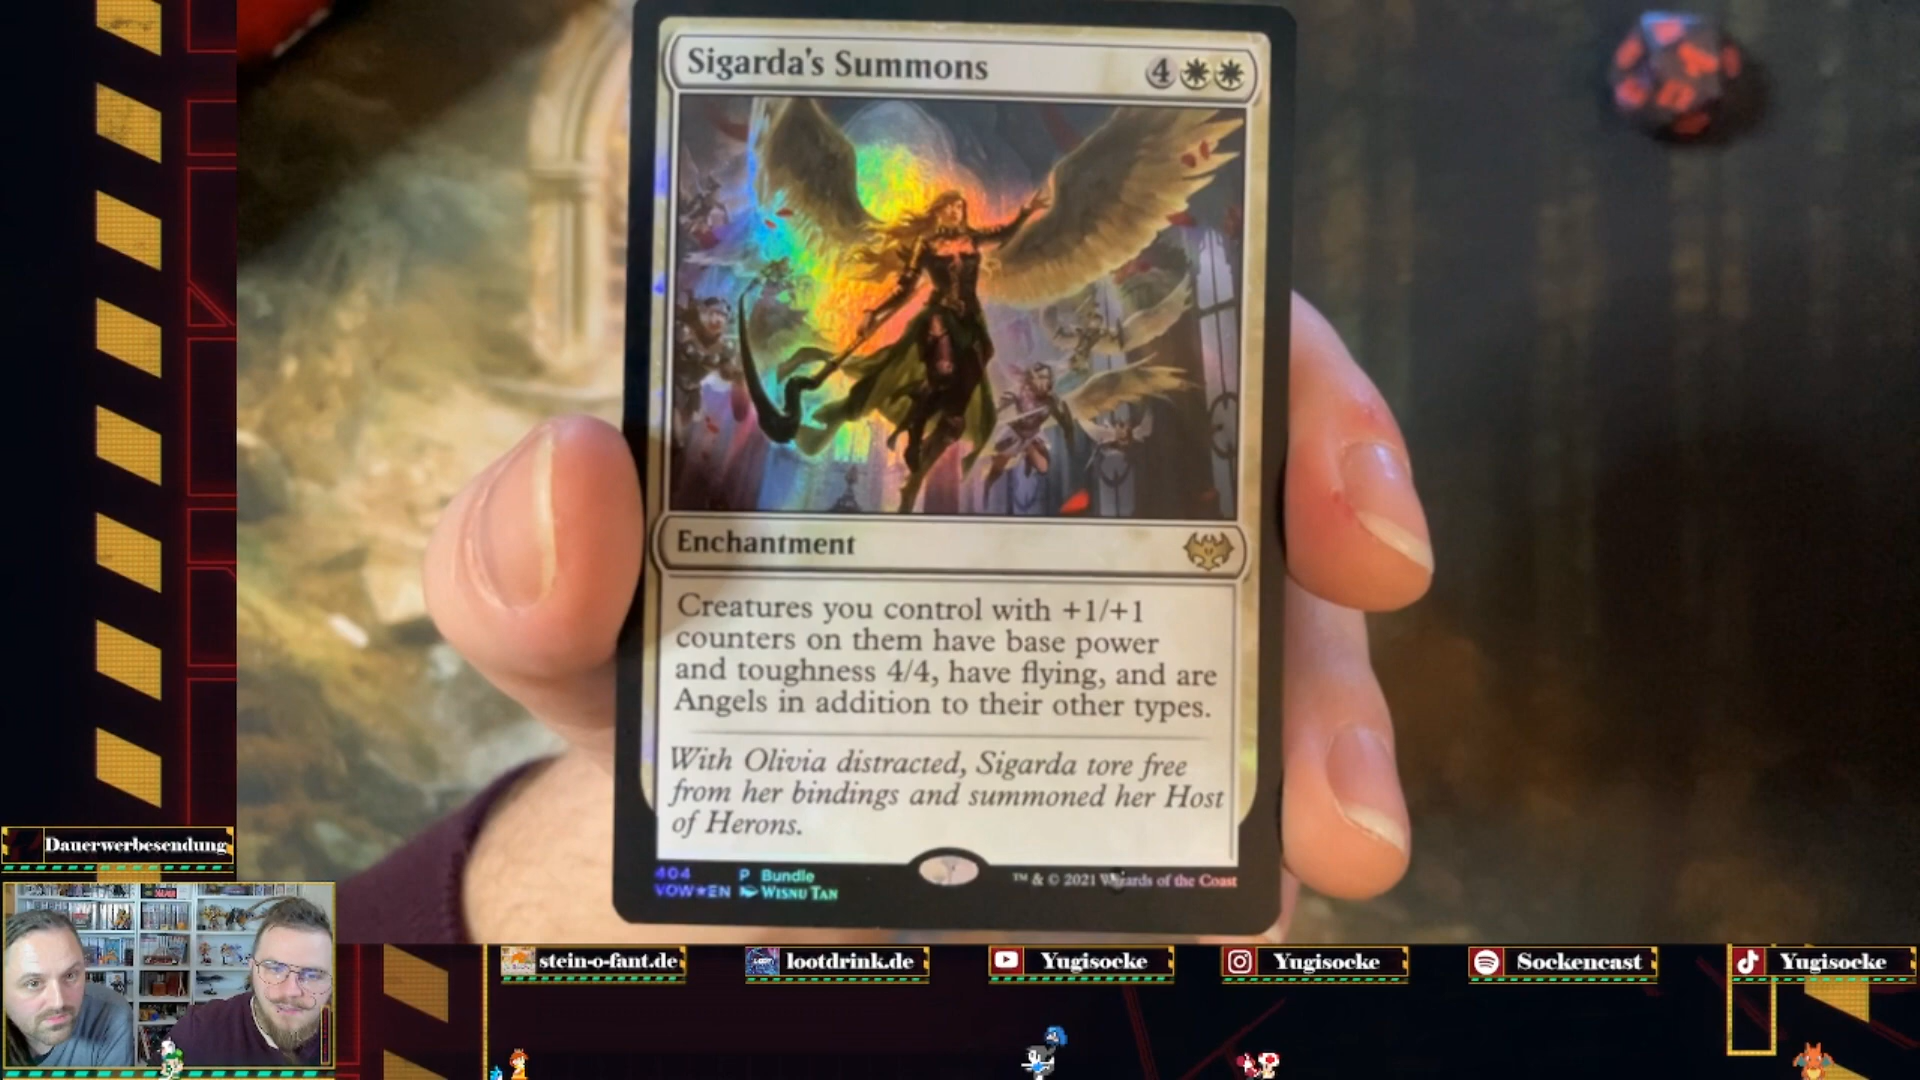 Sigarda's Summons 4
Enchantment
Creatures you control with +1/+1
counters on them have base power
and toughness 4/4, have flying, and are
Angels in addition to their other types.
With Olivia distracted, Sigarda tore free
from her bindings and summoned her Host
of Herons.
404 P Bundle
VOW★EN WISNU TAN
™ & © 2021 Wizards of the Coast
Dauerwerbesendung
stein-o-fant.de
lootdrink.de
Yugisocke
Yugisocke
Sockencast
Yugisocke